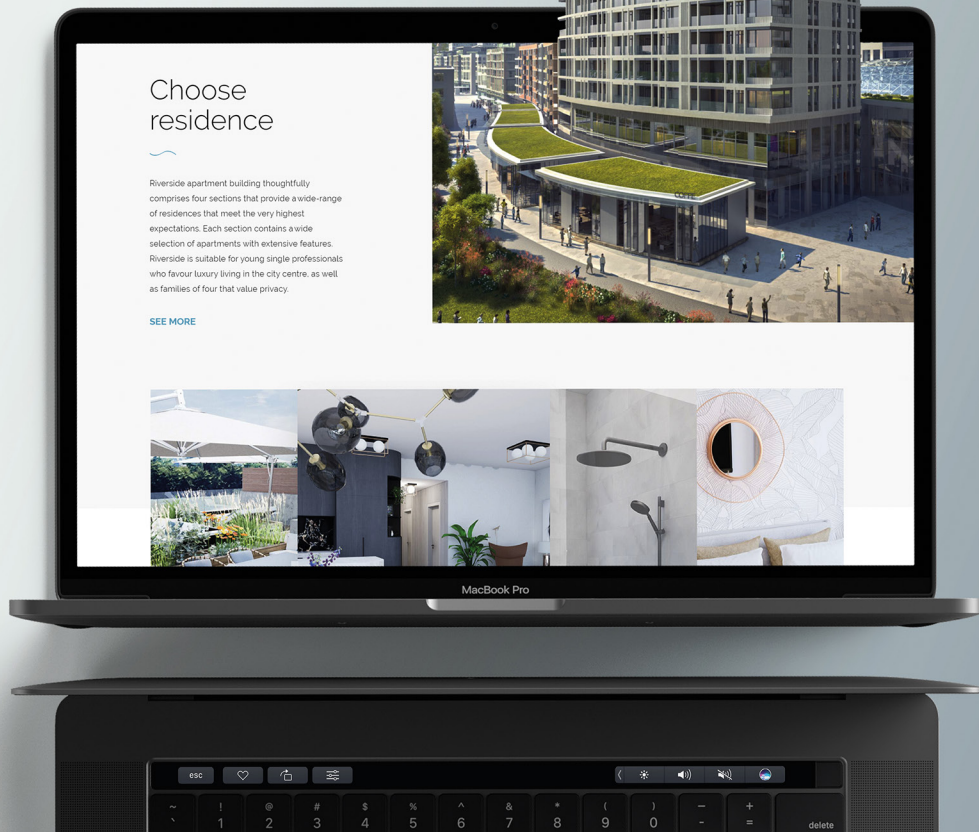 Choose
residence
Riverside apartment building thoughtfully
comprises four sections that provide a wide-range
of residences that meet the very highest
expectations. Each section contains a wide
selection of apartments with extensive features.
Riverside is suitable for young single professionals
who favour luxury living in the city centre, as well
as families of four that value privacy.
SEE MORE
MacBook Pro
esc
~ ! @ # $ % ^ & * ( ) — +
` 1 2 3 4 5 6 7 8 9 0 - =
delete